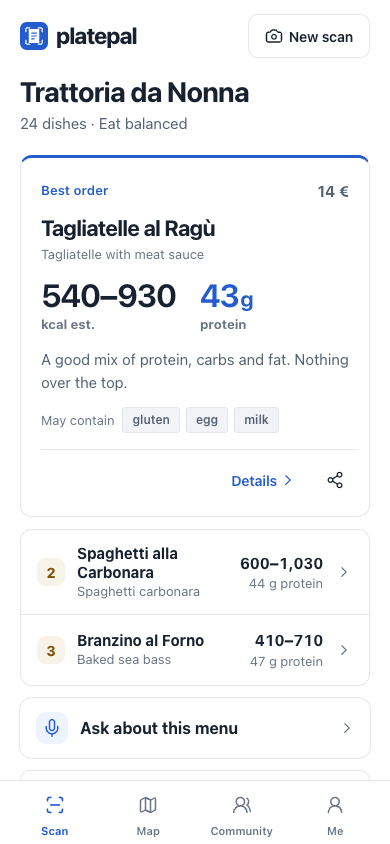 platepal
New scan
Trattoria da Nonna
24 dishes · Eat balanced
Best order
14 €
Tagliatelle al Ragù
Tagliatelle with meat sauce
540–930
43g
kcal est.
protein
A good mix of protein, carbs and fat. Nothing
over the top.
May contain gluten egg milk
Details
2
Spaghetti alla
Carbonara
Spaghetti carbonara
600–1,030
44 g protein
3
Branzino al Forno
Baked sea bass
410–710
47 g protein
Ask about this menu
Scan
Map
Community
Me